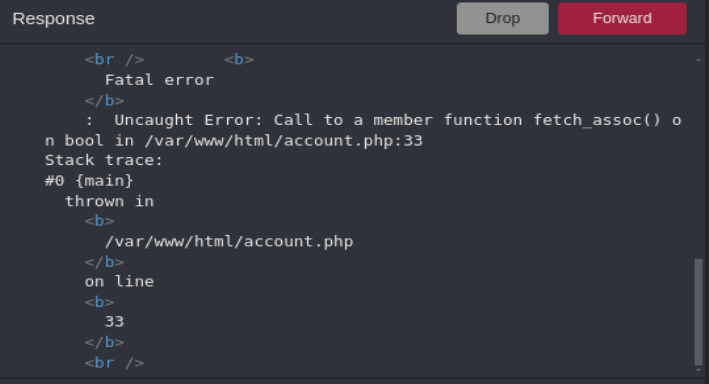 Response Drop Forward
<br /> <b>
Fatal error
</b>
: Uncaught Error: Call to a member function fetch_assoc() o
n bool in /var/www/html/account.php:33
Stack trace:
#0 {main}
thrown in
<b>
/var/www/html/account.php
</b>
on line
<b>
33
</b>
<br />